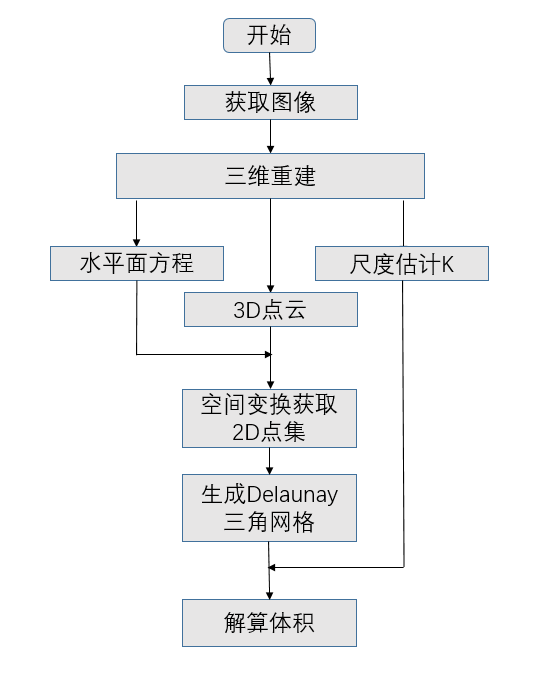 开始
获取图像
三维重建
水平面方程
尺度估计K
3D点云
空间变换获取
2D点集
生成Delaunay
三角网格
解算体积